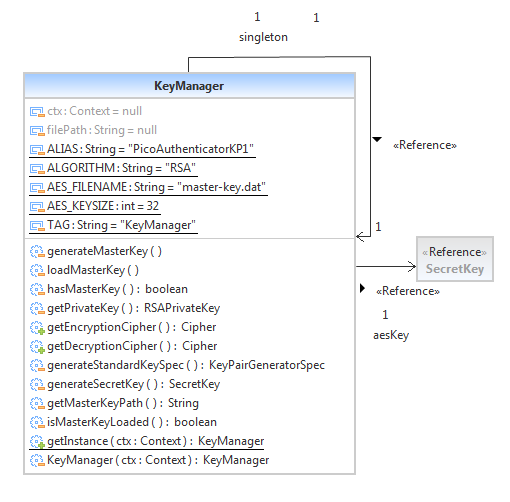 1 1
singleton
KeyManager
ctx : Context = null
filePath : String = null
ALIAS : String = "PicoAuthenticatorKP1"
ALGORITHM : String = "RSA"
AES_FILENAME : String = "master-key.dat"
AES_KEYSIZE : int = 32
TAG : String = "KeyManager"
«Reference»
1
generateMasterKey ( )
loadMasterKey ( )
hasMasterKey ( ) : boolean
getPrivateKey ( ) : RSAPrivateKey
getEncryptionCipher ( ) : Cipher
getDecryptionCipher ( ) : Cipher
generateStandardKeySpec ( ) : KeyPairGeneratorSpec
generateSecretKey ( ) : SecretKey
getMasterKeyPath ( ) : String
isMasterKeyLoaded ( ) : boolean
getInstance ( ctx : Context ) : KeyManager
KeyManager ( ctx : Context ) : KeyManager
«Reference»
SecretKey
«Reference»
1
aesKey